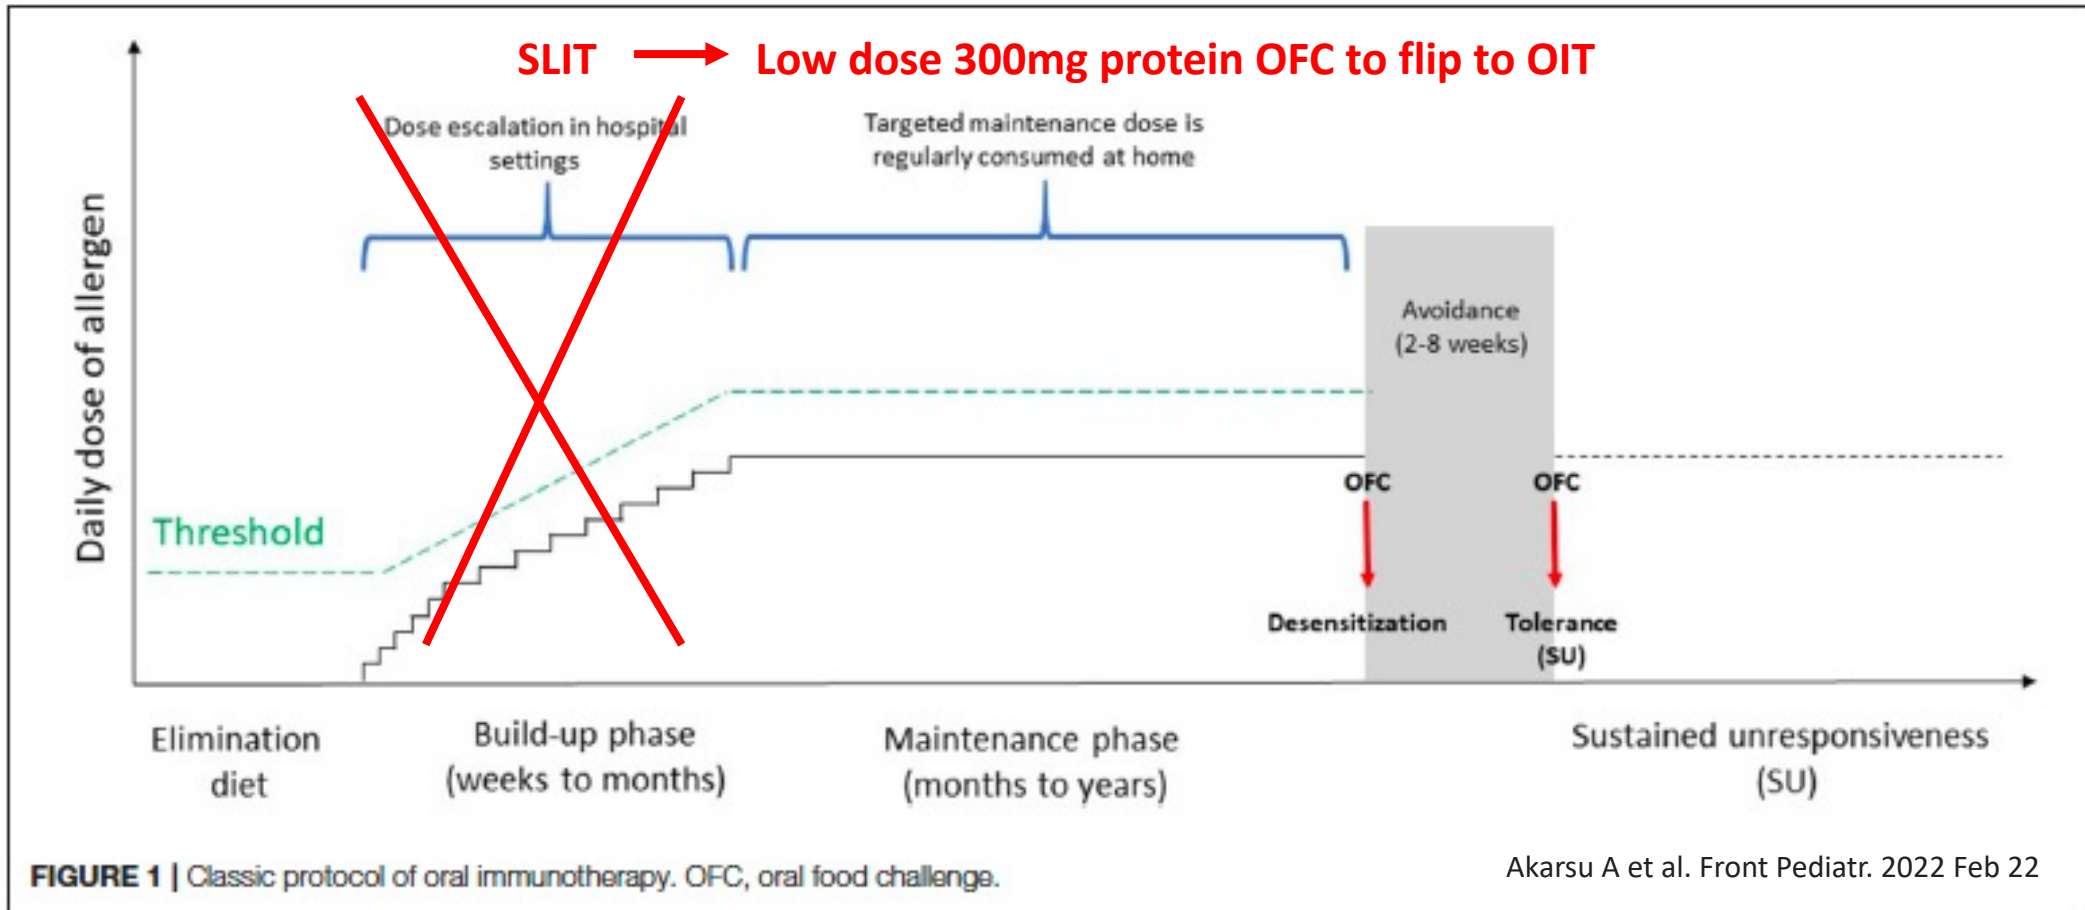 SLIT → Low dose 300mg protein OFC to flip to OIT
Dose escalation in hospital
settings
Targeted maintenance dose is
regularly consumed at home
Daily dose of allergen
Avoidance
(2-8 weeks)
Threshold
OFC
OFC
Desensitization
Tolerance
(SU)
Elimination
diet
Build-up phase
(weeks to months)
Maintenance phase
(months to years)
Sustained unresponsiveness
(SU)
FIGURE 1 | Classic protocol of oral immunotherapy. OFC, oral food challenge.
Akarsu A et al. Front Pediatr. 2022 Feb 22